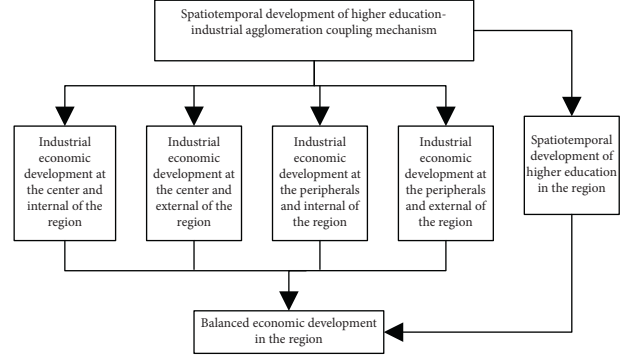 Spatiotemporal development of higher education-
industrial agglomeration coupling mechanism
Industrial
economic
development at
the center and
internal of the
region
Industrial
economic
development at
the center and
external of the
region
Industrial
economic
development at
the peripherals
and internal of
the region
Industrial
economic
development at
the peripherals
and external of
the region
Spatiotemporal
development of
higher education
in the region
Balanced economic development
in the region